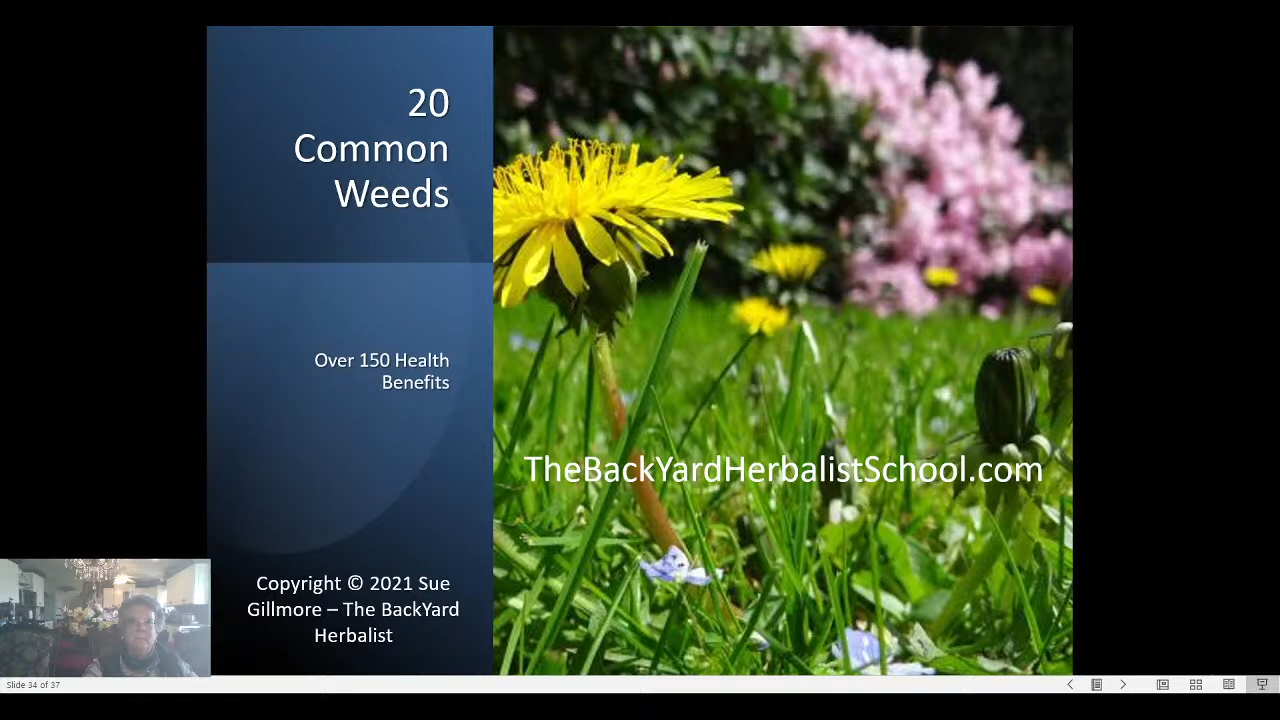 20
Common
Weeds
Over 150 Health
Benefits
TheBackYardHerbalistSchool.com
Copyright © 2021 Sue
Gillmore – The BackYard
Herbalist
Slide 34 of 37